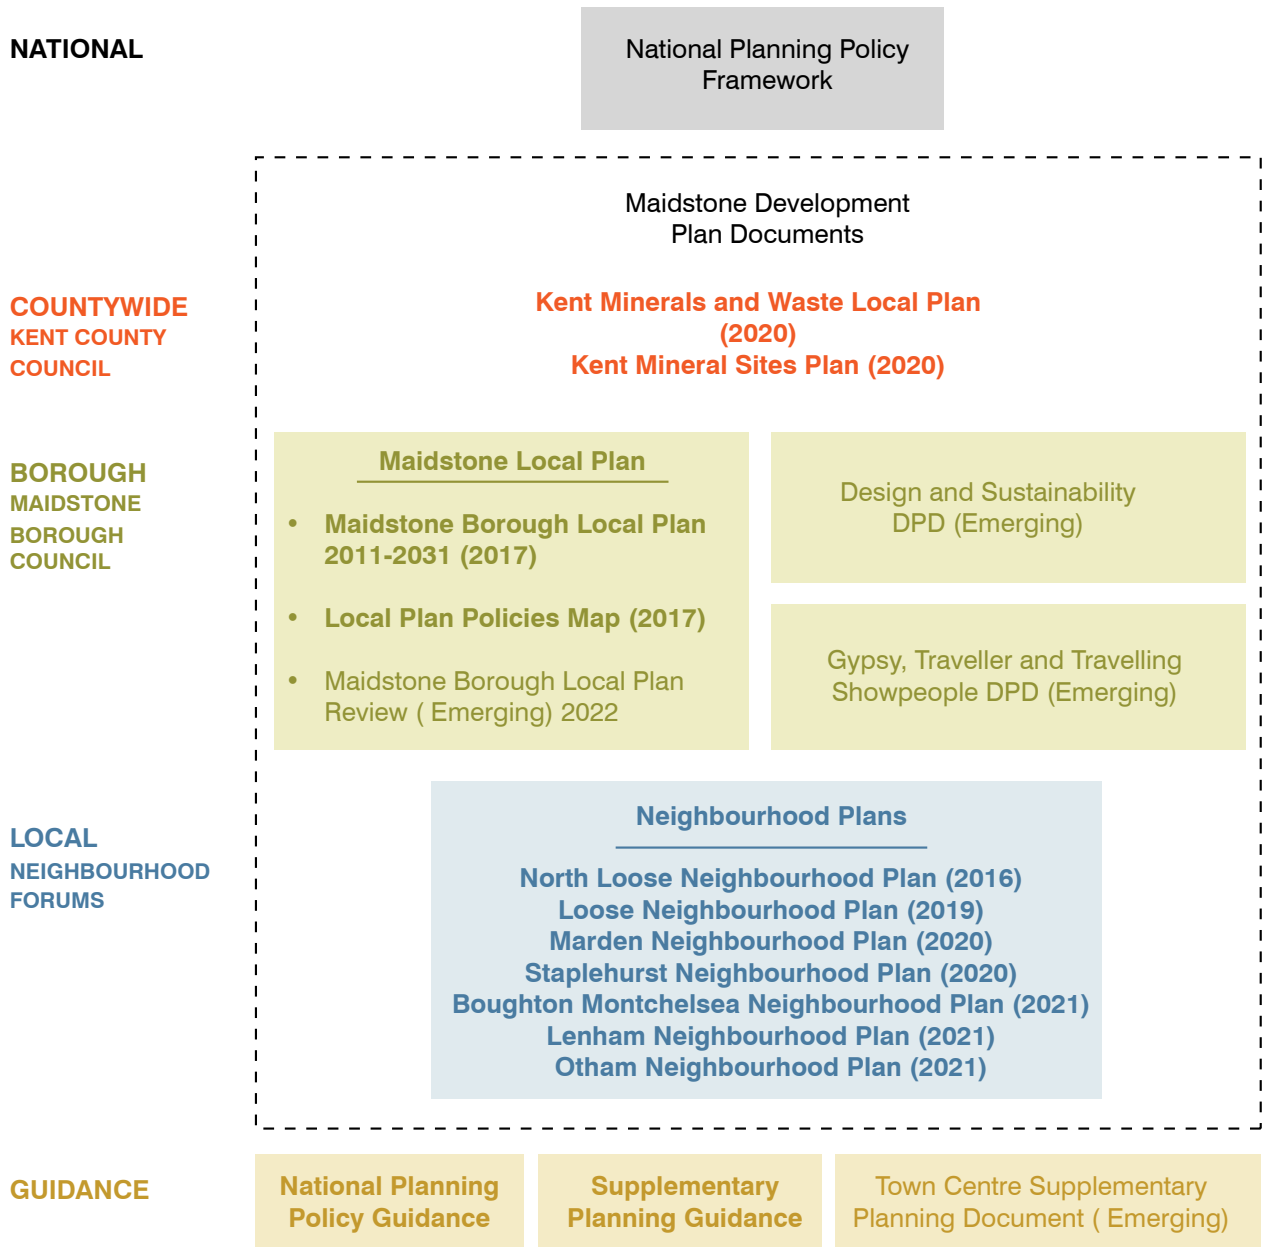 NATIONAL
National Planning Policy
Framework
Maidstone Development
Plan Documents
COUNTYWIDE
KENT COUNTY
COUNCIL
Kent Minerals and Waste Local Plan
(2020)
Kent Mineral Sites Plan (2020)
BOROUGH
MAIDSTONE
BOROUGH
COUNCIL
Maidstone Local Plan
• Maidstone Borough Local Plan
2011-2031 (2017)
• Local Plan Policies Map (2017)
• Maidstone Borough Local Plan
Review ( Emerging) 2022
Design and Sustainability
DPD (Emerging)
Gypsy, Traveller and Travelling
Showpeople DPD (Emerging)
LOCAL
NEIGHBOURHOOD
FORUMS
Neighbourhood Plans
North Loose Neighbourhood Plan (2016)
Loose Neighbourhood Plan (2019)
Marden Neighbourhood Plan (2020)
Staplehurst Neighbourhood Plan (2020)
Boughton Montchelsea Neighbourhood Plan (2021)
Lenham Neighbourhood Plan (2021)
Otham Neighbourhood Plan (2021)
GUIDANCE
National Planning
Policy Guidance
Supplementary
Planning Guidance
Town Centre Supplementary
Planning Document ( Emerging)